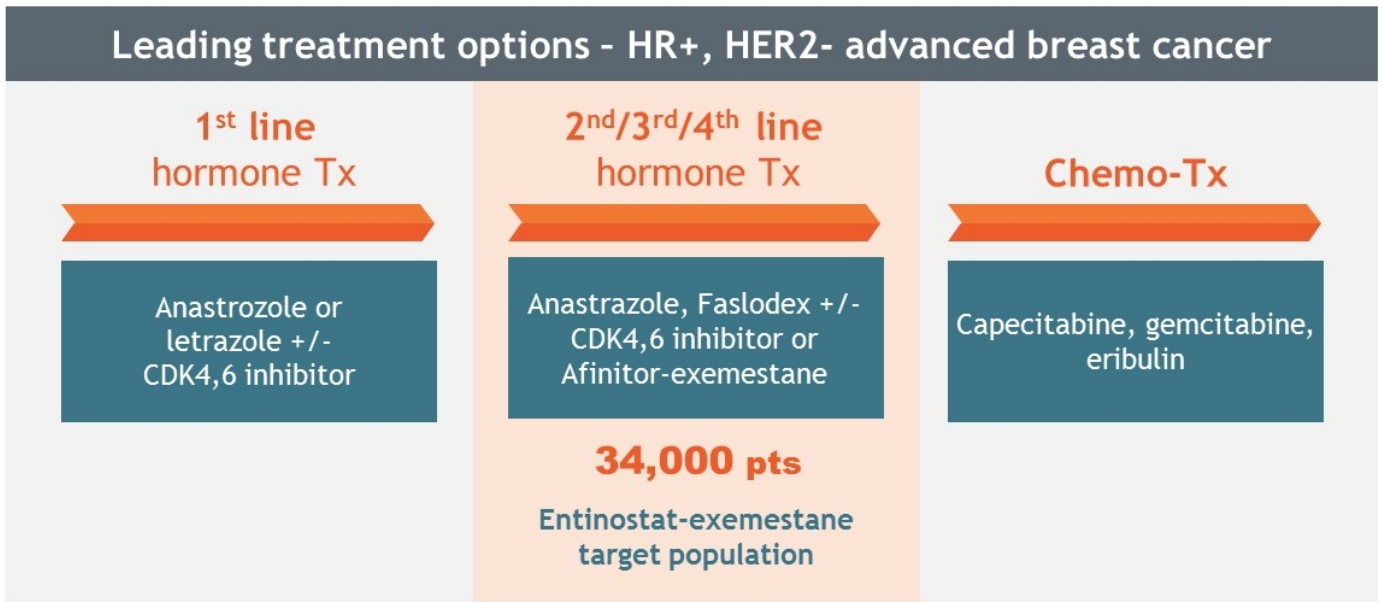 Leading treatment options – HR+, HER2- advanced breast cancer
1st line
hormone Tx
Anastrozole or
letrazole +/-
CDK4,6 inhibitor
2nd/3rd/4th line
hormone Tx
Anastrazole, Faslodex +/-
CDK4,6 inhibitor or
Afinitor-exemestane
34,000 pts
Entinostat-exemestane
target population
Chemo-Tx
Capecitabine, gemcitabine,
eribulin